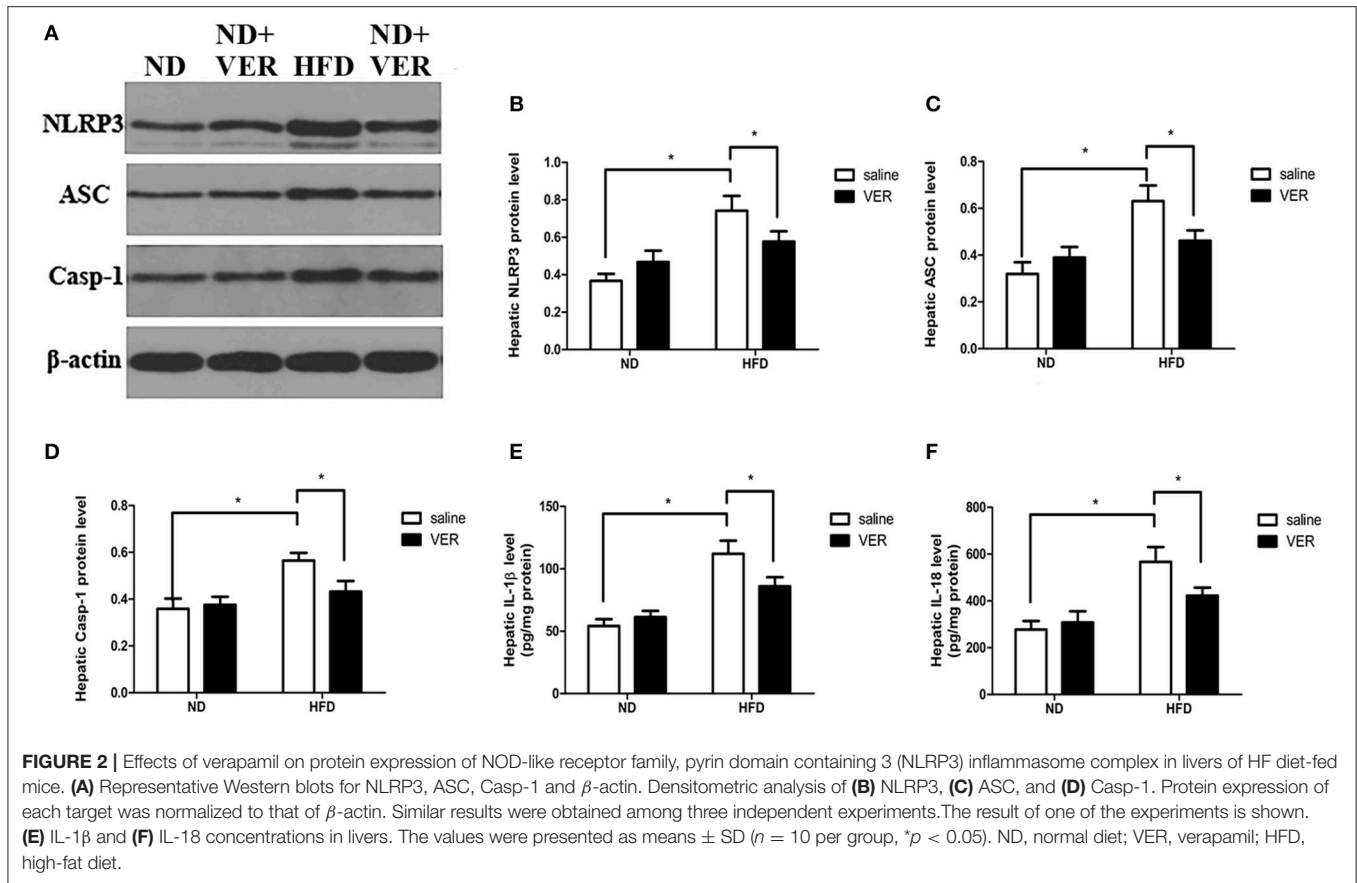 A
ND+ ND+
ND VER HFD VER
NLRP3
ASC
Casp-1
β-actin
B
Hepatic NLRP3 protein level
1.0
0.8
0.6
0.4
0.2
0.0
*
*
saline
VER
ND HFD
C
Hepatic ASC protein level
0.8
0.6
0.4
0.2
0.0
*
*
saline
VER
ND HFD
D
Hepatic Casp-1 protein level
0.8
0.6
0.4
0.2
0.0
*
*
saline
VER
ND HFD
E
Hepatic IL-1β level
(pg/mg protein)
150
100
50
0
*
*
saline
VER
ND HFD
F
Hepatic IL-18 level
(pg/mg protein)
800
600
400
200
0
*
*
saline
VER
ND HFD
FIGURE 2 | Effects of verapamil on protein expression of NOD-like receptor family, pyrin domain containing 3 (NLRP3) inflammasome complex in livers of HF diet-fed
mice. (A) Representative Western blots for NLRP3, ASC, Casp-1 and β-actin. Densitometric analysis of (B) NLRP3, (C) ASC, and (D) Casp-1. Protein expression of
each target was normalized to that of β-actin. Similar results were obtained among three independent experiments.The result of one of the experiments is shown.
(E) IL-1β and (F) IL-18 concentrations in livers. The values were presented as means ± SD (n = 10 per group, *p < 0.05). ND, normal diet; VER, verapamil; HFD,
high-fat diet.